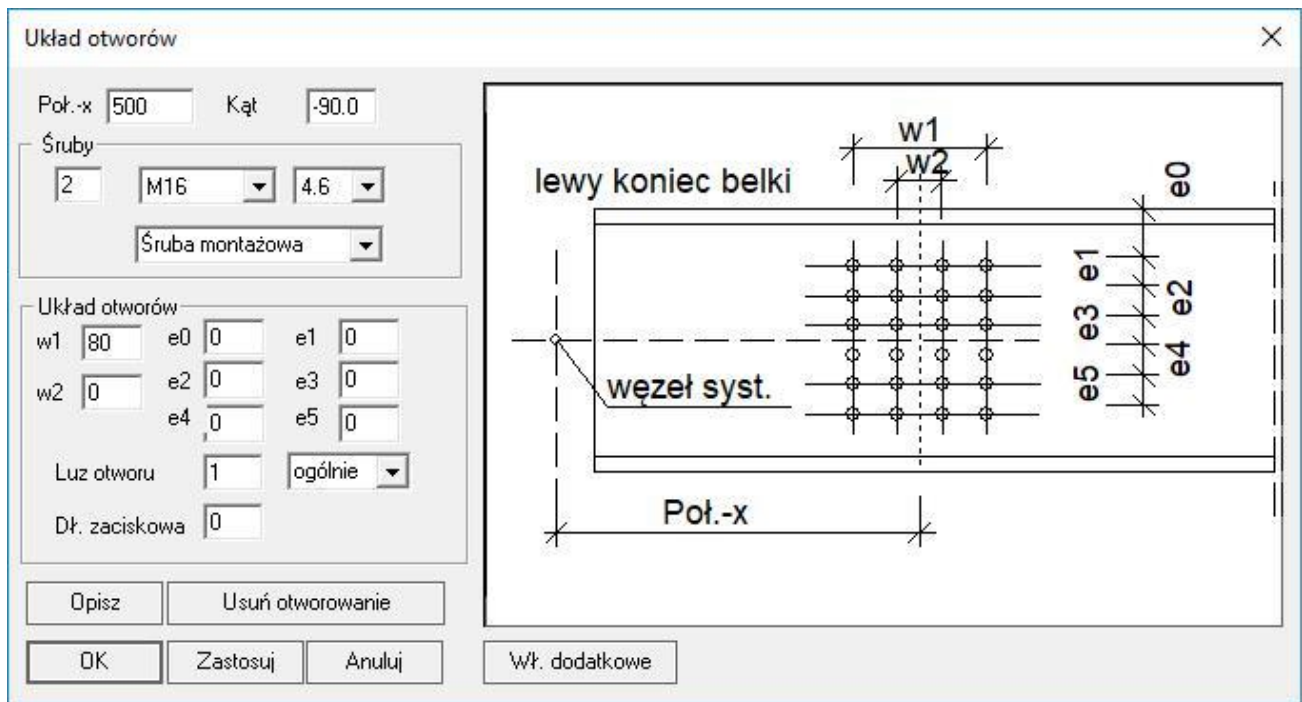 Układ otworów
Poł.-x 500 Kąt -90.0
Śruby
2 M16 4.6
Śruba montażowa
Układ otworów
w1 80 e0 0 e1 0
w2 0 e2 0 e3 0
e4 0 e5 0
Luz otworu 1 ogólnie
Dł. zaciskowa 0
Opisz Usuń otworowanie
OK Zastosuj Anuluj
w1
w2
lewy koniec belki
e0
e1
e2
e3
e4
e5
węzeł syst.
Poł.-x
Wł. dodatkowe